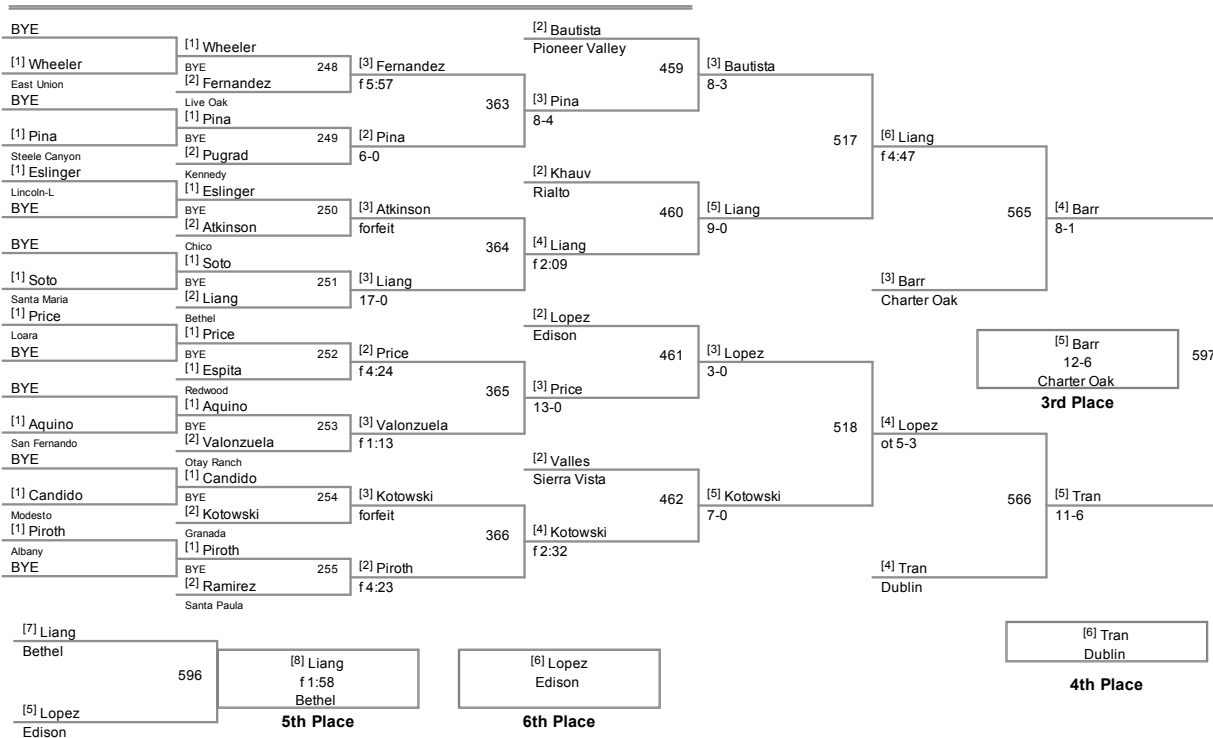 BYE
[1] Wheeler
East Union
BYE
[1] Pina
Steele Canyon
[1] Eslinger
Lincoln-L
BYE
BYE
[1] Soto
Santa Maria
[1] Price
Loara
BYE
BYE
[1] Aquino
San Fernando
BYE
[1] Candido
Modesto
[1] Piroth
Albany
BYE
[1] Wheeler
BYE
248
[2] Fernandez
Live Oak
[1] Pina
BYE
249
[2] Pugrad
Kennedy
[1] Eslinger
BYE
250
[2] Atkinson
Chico
[1] Soto
BYE
251
[2] Liang
Bethel
[1] Price
BYE
252
[1] Espita
Redwood
[1] Aquino
BYE
253
[2] Valonzuela
Otay Ranch
[1] Candido
BYE
254
[2] Kotowski
Granada
[1] Piroth
BYE
255
[2] Ramirez
Santa Paula
[3] Fernandez
f 5:57
363
[2] Pina
6-0
[3] Atkinson
forfeit
364
[3] Liang
17-0
[2] Price
f 4:24
365
[3] Valonzuela
f 1:13
[3] Kotowski
forfeit
366
[2] Piroth
f 4:23
[2] Bautista
Pioneer Valley
459
[3] Pina
8-4
[2] Khauv
Rialto
460
[4] Liang
f 2:09
[2] Lopez
Edison
461
[3] Price
13-0
[2] Valles
Sierra Vista
462
[4] Kotowski
f 2:32
[3] Bautista
8-3
517
[5] Liang
9-0
[3] Lopez
3-0
518
[5] Kotowski
7-0
[6] Liang
f 4:47
565
[3] Barr
Charter Oak
[4] Lopez
ot 5-3
566
[4] Tran
Dublin
[4] Barr
8-1
[5] Barr
12-6
Charter Oak
597
3rd Place
[5] Tran
11-6
[7] Liang
Bethel
596
[5] Lopez
Edison
[8] Liang
f 1:58
Bethel
5th Place
[6] Lopez
Edison
6th Place
[6] Tran
Dublin
4th Place